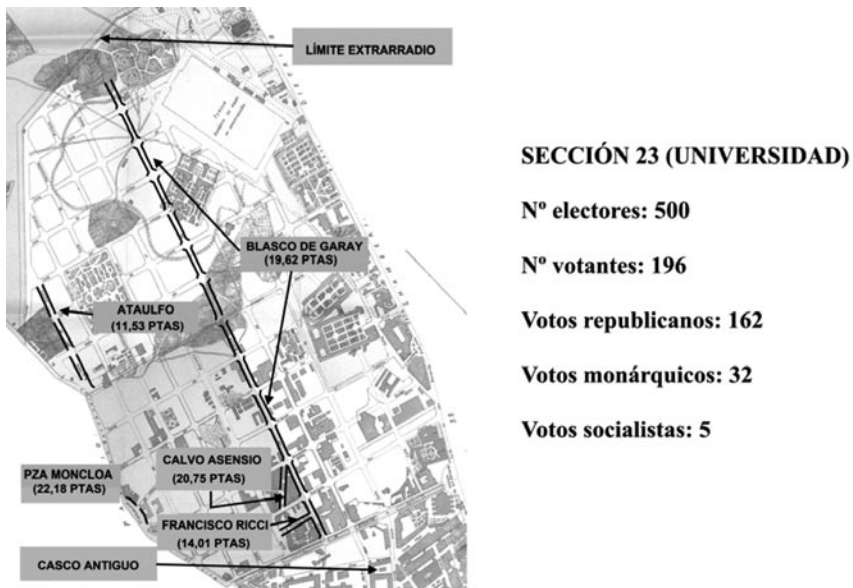 LÍMITE EXTRARRADIO
BLASCO DE GARAY
(19,62 PTAS)
ATAULFO
(11,53 PTAS)
CALVO ASENSIO
(20,75 PTAS)
PZA MONCLOA
(22,18 PTAS)
FRANCISCO RICCI
(14,01 PTAS)
CASCO ANTIGUO
SECCIÓN 23 (UNIVERSIDAD)
Nº electores: 500
Nº votantes: 196
Votos republicanos: 162
Votos monárquicos: 32
Votos socialistas: 5